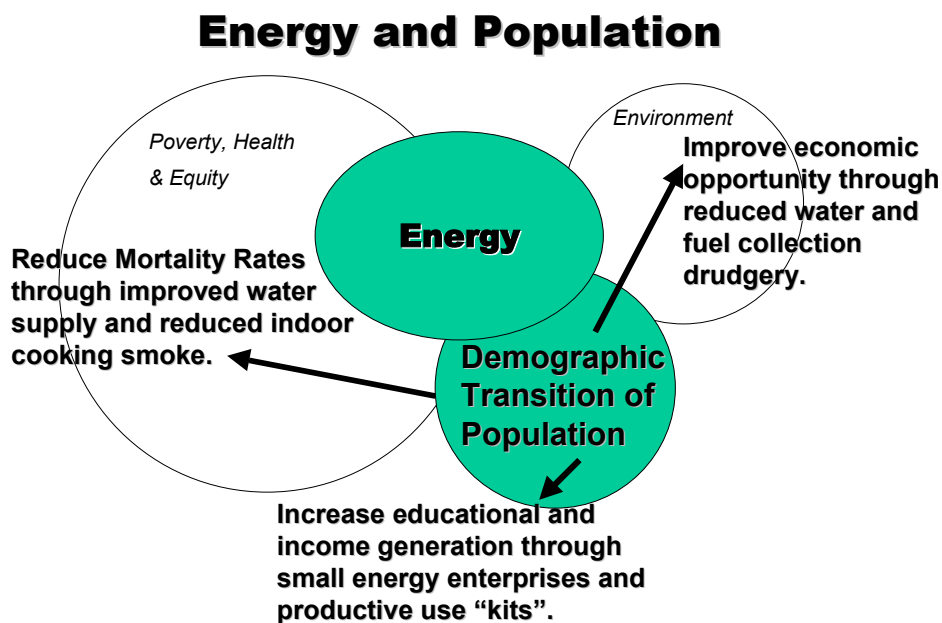 Energy and Population
Poverty, Health
& Equity
Environment
Improve economic
opportunity through
reduced water and
fuel collection
drudgery.
Energy
Reduce Mortality Rates
through improved water
supply and reduced indoor
cooking smoke.
Demographic
Transition of
Population
Increase educational and
income generation through
small energy enterprises and
productive use “kits”.